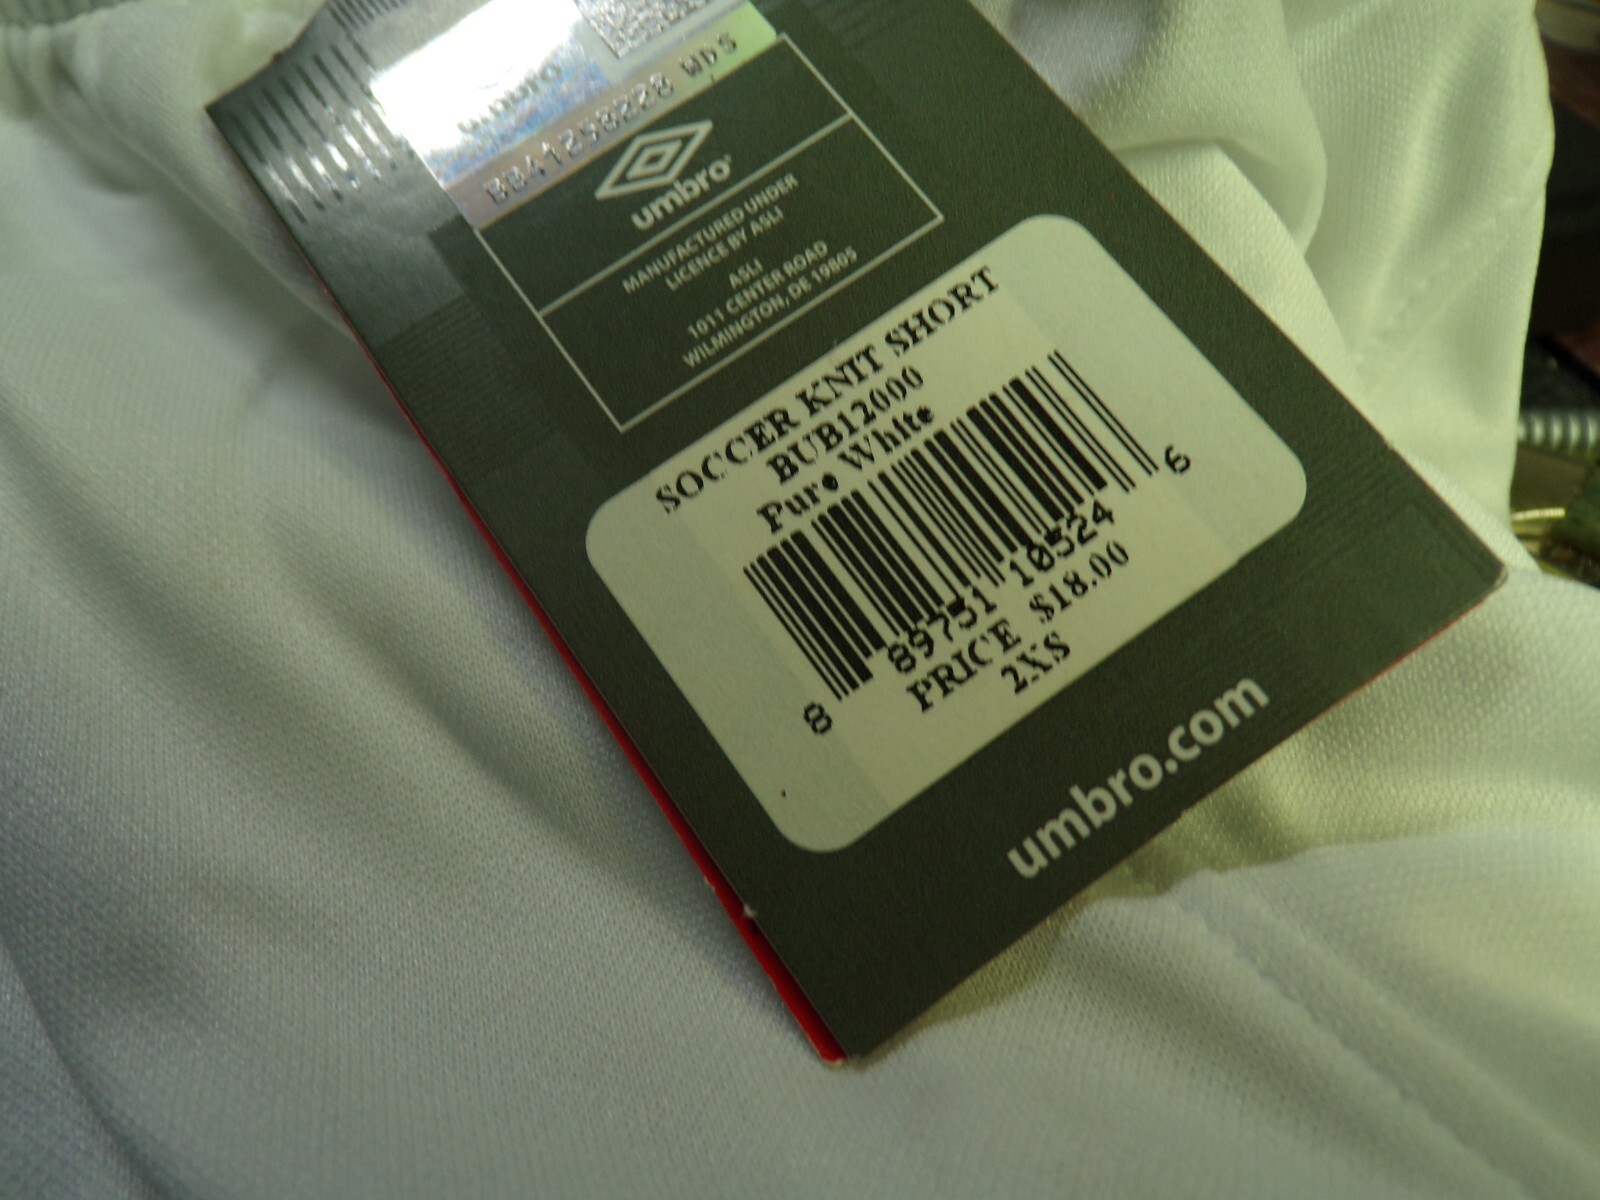 umbro
BB41258228 WDS
umbro
MANUFACTURED UNDER
LICENCE BY ASLI
ASLI
1011 CENTER ROAD
WILMINGTON, DE 19805
SOCCER KNIT SHORT
BUB12000
Pure White
8 89751 10524 6
PRICE $18.00
2XS
umbro.com